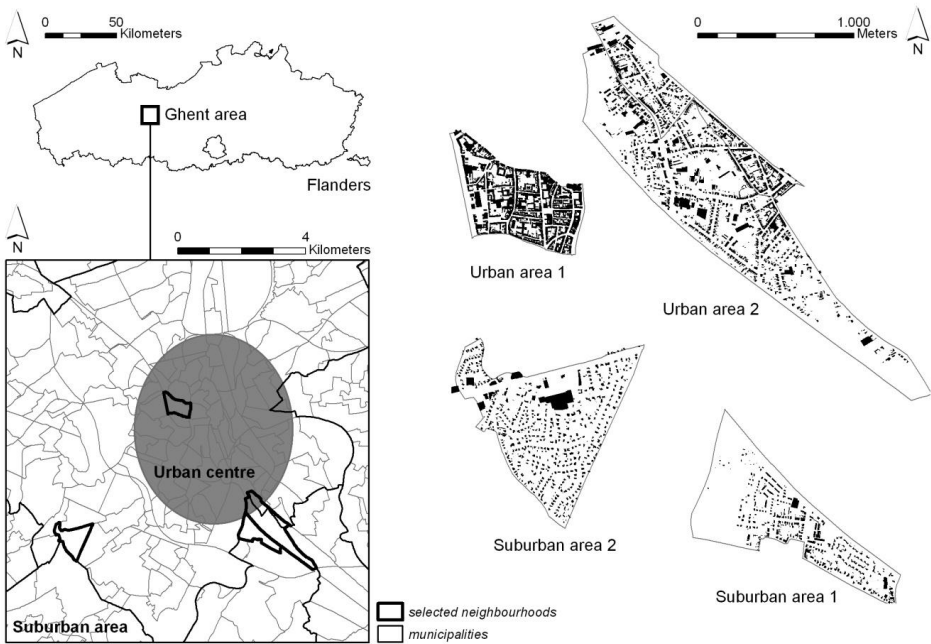 0 50
Kilometers
N
Ghent area
Flanders
N
0 4
Kilometers
Urban centre
Suburban area
selected neighbourhoods
municipalities
0 1.000
Meters
N
Urban area 1
Urban area 2
Suburban area 2
Suburban area 1